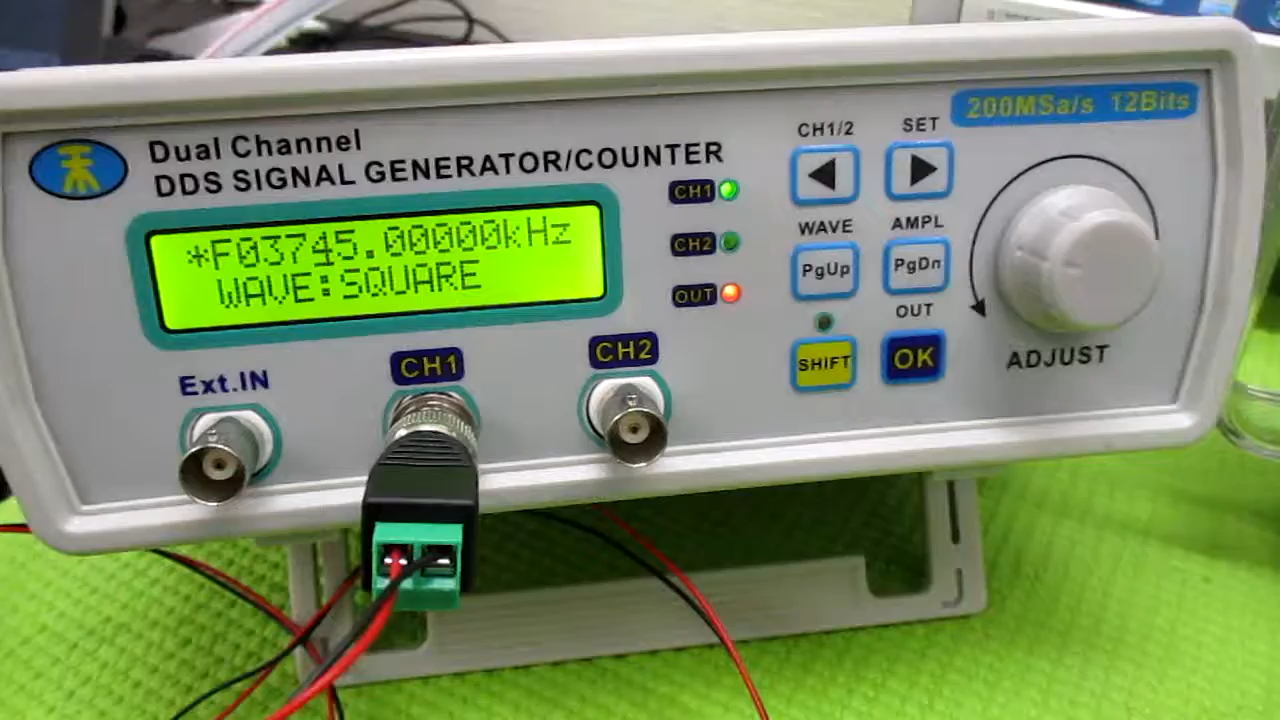 200MSa/s 12Bits
Dual Channel
DDS SIGNAL GENERATOR/COUNTER
*F03745.00000kHz
WAVE:SQUARE
CH1
CH2
OUT
CH1/2
SET
WAVE
AMPL
PgUp
PgDn
OUT
SHIFT
OK
ADJUST
Ext.IN
CH1
CH2